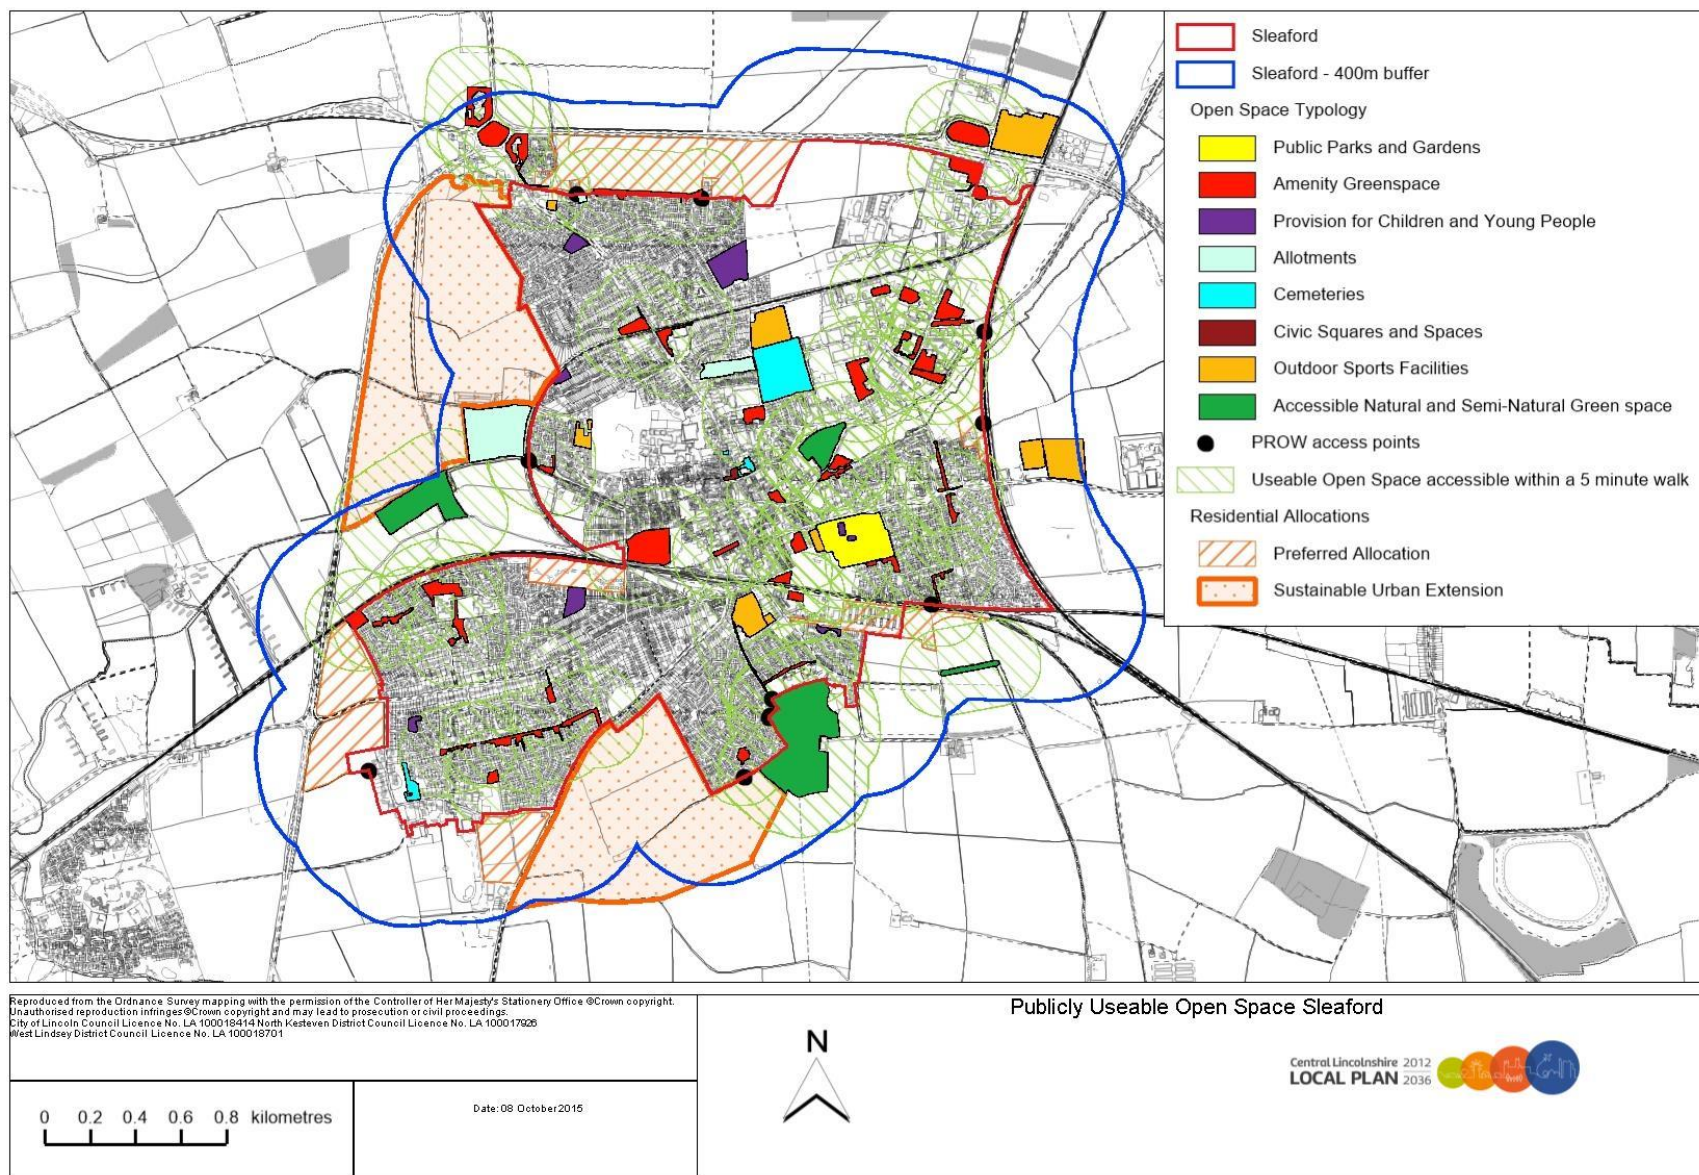 Sleaford
Sleaford - 400m buffer
Open Space Typology
Public Parks and Gardens
Amenity Greenspace
Provision for Children and Young People
Allotments
Cemeteries
Civic Squares and Spaces
Outdoor Sports Facilities
Accessible Natural and Semi-Natural Green space
PROW access points
Useable Open Space accessible within a 5 minute walk
Residential Allocations
Preferred Allocation
Sustainable Urban Extension
Reproduced from the Ordnance Survey mapping with the permission of the Controller of Her Majesty's Stationery Office ©Crown copyright.
Unauthorised reproduction infringes ©Crown copyright and may lead to prosecution or civil proceedings.
City of Lincoln Council Licence No. LA 100018414 North Kesteven District Council Licence No. LA 100017926
West Lindsey District Council Licence No. LA 100018701
0 0.2 0.4 0.6 0.8 kilometres
Date: 08 October 2015
Publicly Useable Open Space Sleaford
N
Central Lincolnshire 2012
LOCAL PLAN 2036